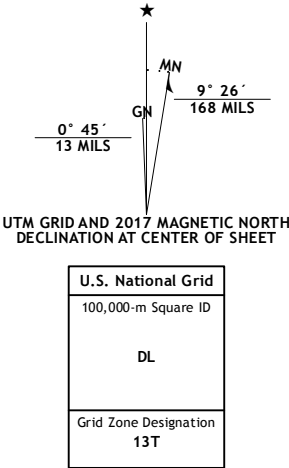 ★
MN
9° 26´
168 MILS
GN
0° 45´
13 MILS
UTM GRID AND 2017 MAGNETIC NORTH
DECLINATION AT CENTER OF SHEET
U.S. National Grid
100,000-m Square ID
DL
Grid Zone Designation
13T